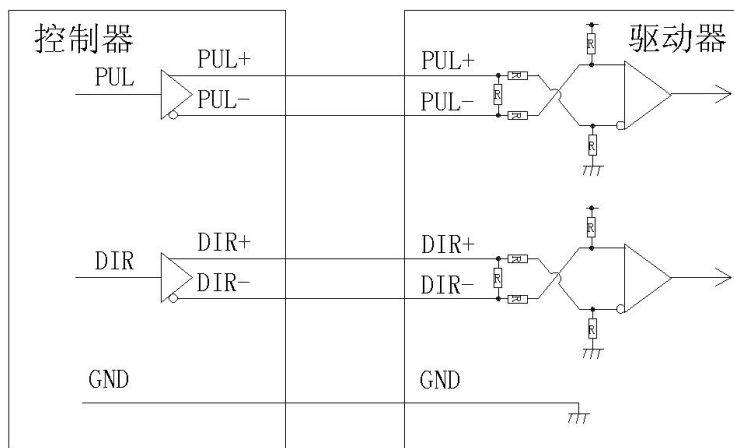 控制器
驱动器
PUL
PUL+
PUL-
PUL+
PUL-
R
R
R
R
R
DIR
DIR+
DIR-
DIR+
DIR-
R
R
R
R
R
GND
GND